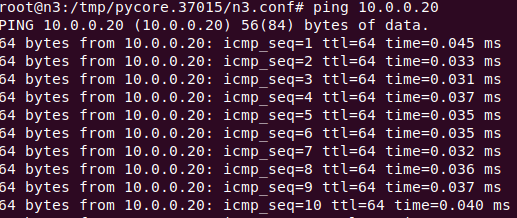 root@n3:/tmp/pycore.37015/n3.conf# ping 10.0.0.20
PING 10.0.0.20 (10.0.0.20) 56(84) bytes of data.
64 bytes from 10.0.0.20: icmp_seq=1 ttl=64 time=0.045 ms
64 bytes from 10.0.0.20: icmp_seq=2 ttl=64 time=0.033 ms
64 bytes from 10.0.0.20: icmp_seq=3 ttl=64 time=0.031 ms
64 bytes from 10.0.0.20: icmp_seq=4 ttl=64 time=0.037 ms
64 bytes from 10.0.0.20: icmp_seq=5 ttl=64 time=0.035 ms
64 bytes from 10.0.0.20: icmp_seq=6 ttl=64 time=0.035 ms
64 bytes from 10.0.0.20: icmp_seq=7 ttl=64 time=0.032 ms
64 bytes from 10.0.0.20: icmp_seq=8 ttl=64 time=0.036 ms
64 bytes from 10.0.0.20: icmp_seq=9 ttl=64 time=0.037 ms
64 bytes from 10.0.0.20: icmp_seq=10 ttl=64 time=0.040 ms